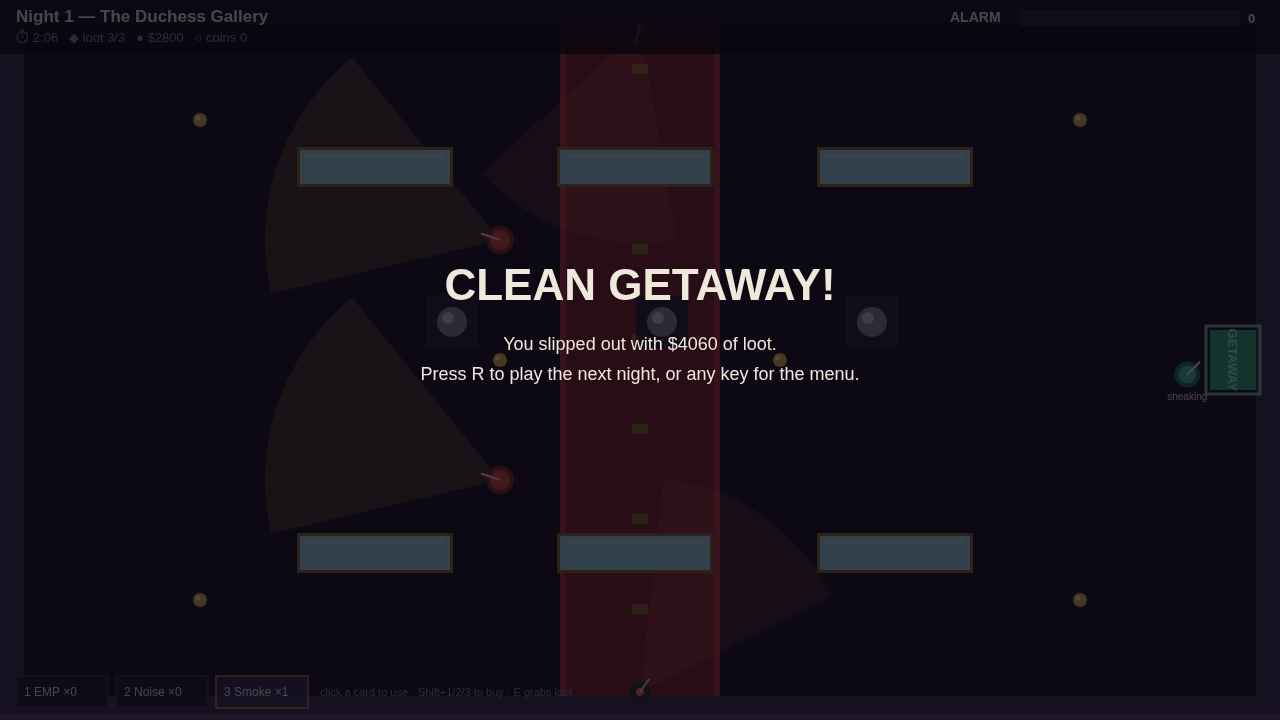 Night 1 — The Duchess Gallery
ALARM 0
⏱ 2:06 ◆ loot 3/3 ● $2800 ○ coins 0
CLEAN GETAWAY!
You slipped out with $4060 of loot.
Press R to play the next night, or any key for the menu.
GETAWAY
sneaking
1 EMP ×0 2 Noise ×0 3 Smoke ×1 click a card to use · Shift+1/2/3 to buy · E grabs loot